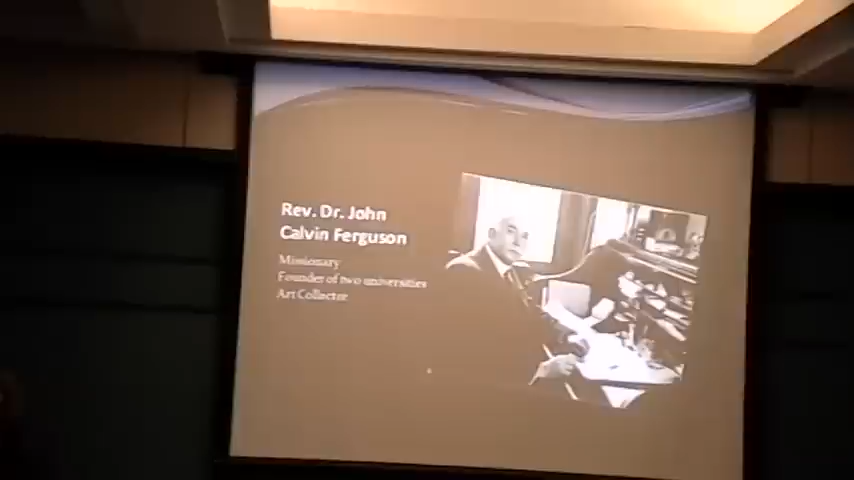 Rev. Dr. John
Calvin Ferguson
Missionary
Founder of two universities
Art Collector